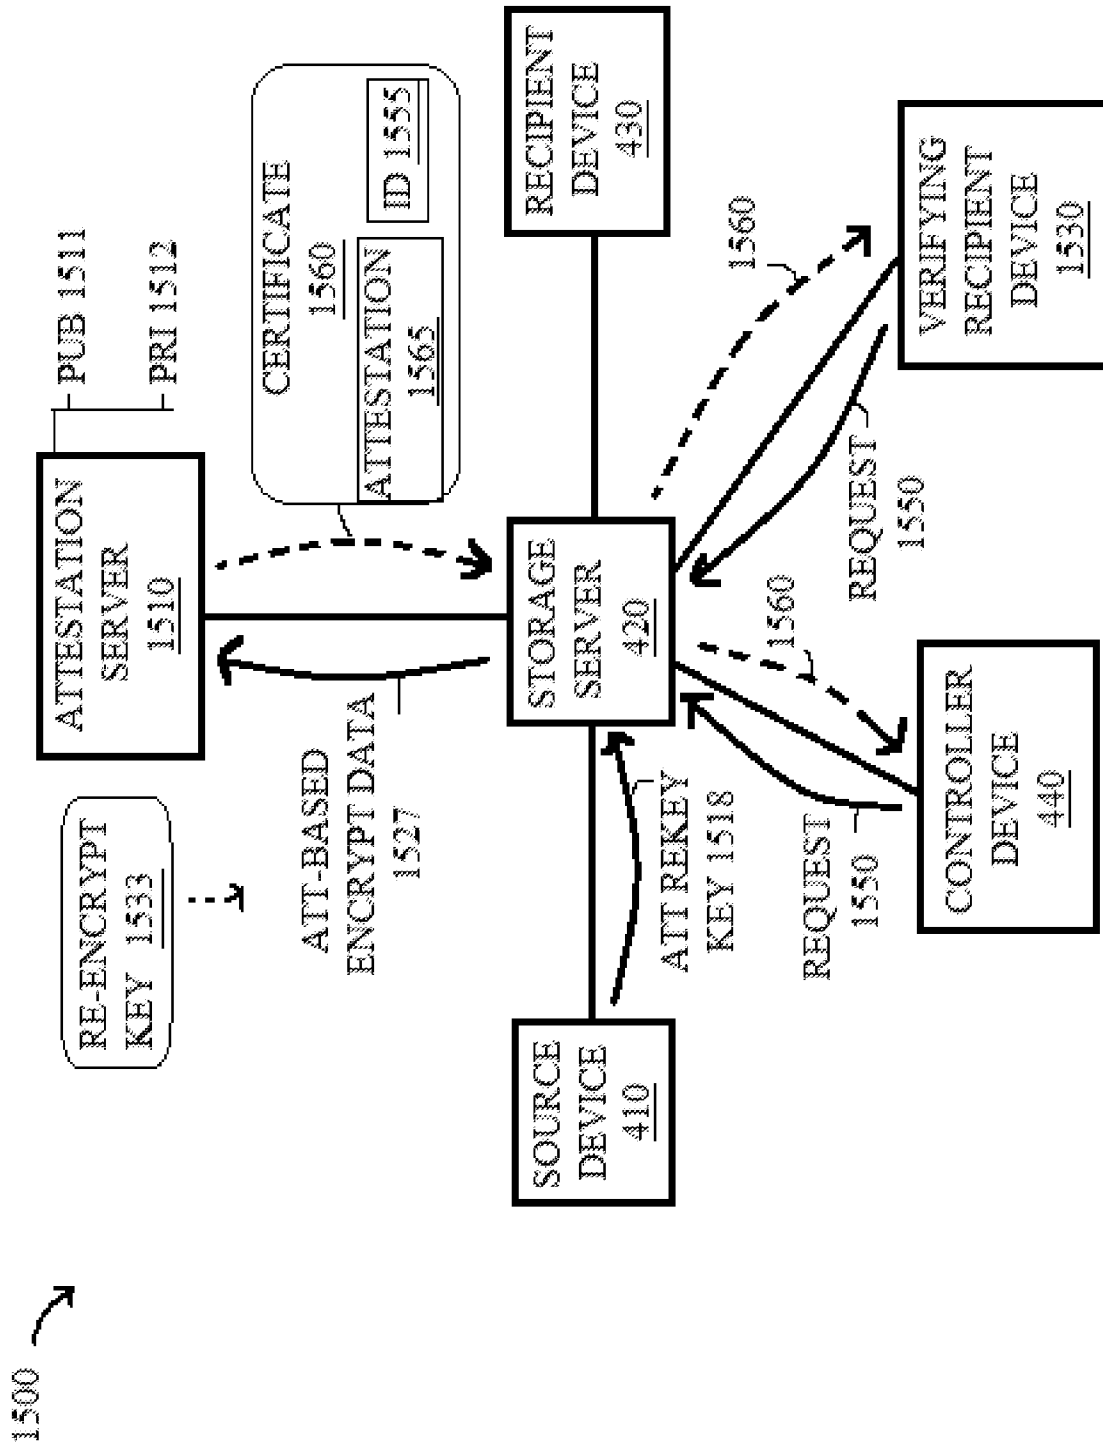 1500
RE-ENCRYPT
KEY 1533
ATTESTATION
SERVER
1510
PUB 1511
PRI 1512
ATT-BASED
ENCRYPT DATA
1527
CERTIFICATE
1560
ATTESTATION
1565
ID 1555
SOURCE
DEVICE
410
STORAGE
SERVER
420
RECIPIENT
DEVICE
430
ATT REKEY
KEY 1518
REQUEST
1550
1560
REQUEST
1550
1560
CONTROLLER
DEVICE
440
VERIFYING
RECIPIENT
DEVICE
1530